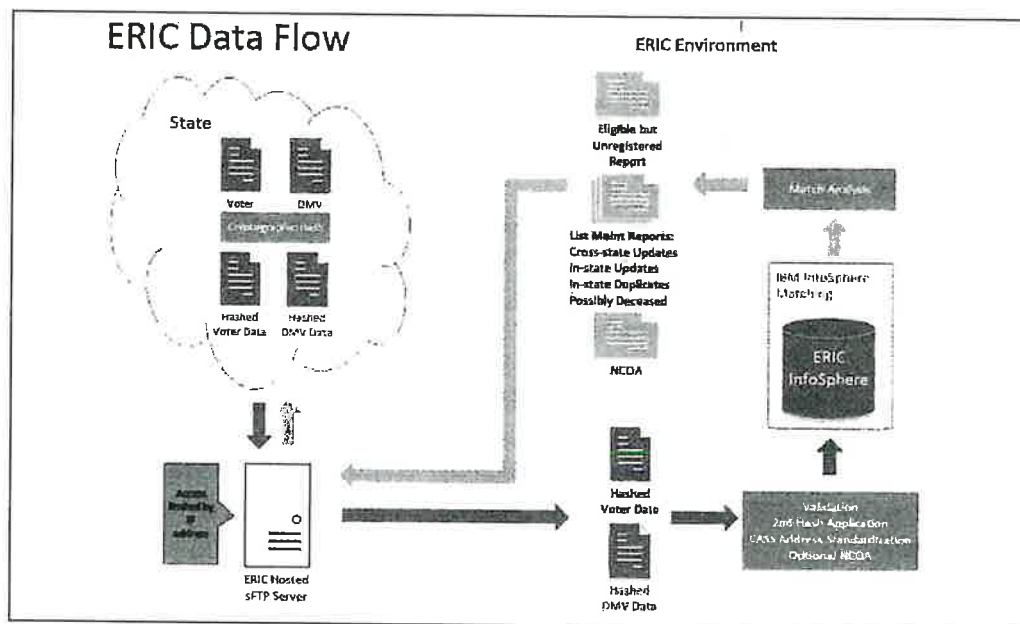 ERIC Data Flow
ERIC Environment
State
Voter
DMV
Cryptographic Hash
Hashed
Voter Data
Hashed
DMV Data
Access
limited by
IP
address
ERIC Hosted
sFTP Server
Eligible but
Unregistered
Report
List Maint Reports:
Cross-state Updates
In-state Updates
In-state Duplicates
Possibly Deceased
NCOA
Hashed
Voter Data
Hashed
DMV Data
Match Analysis
IBM InfoSphere
Matching
ERIC
InfoSphere
Validation
2nd Hash Application
CASS Address Standardization
Optional NCOA